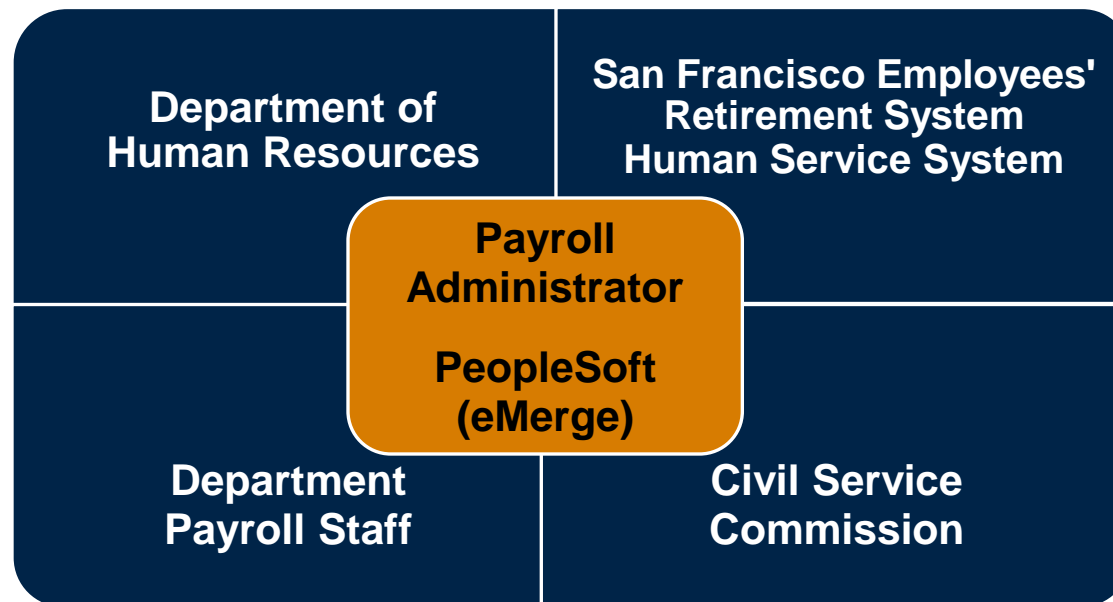 Department of
Human Resources
San Francisco Employees'
Retirement System
Human Service System
Payroll
Administrator
PeopleSoft
(eMerge)
Department
Payroll Staff
Civil Service
Commission